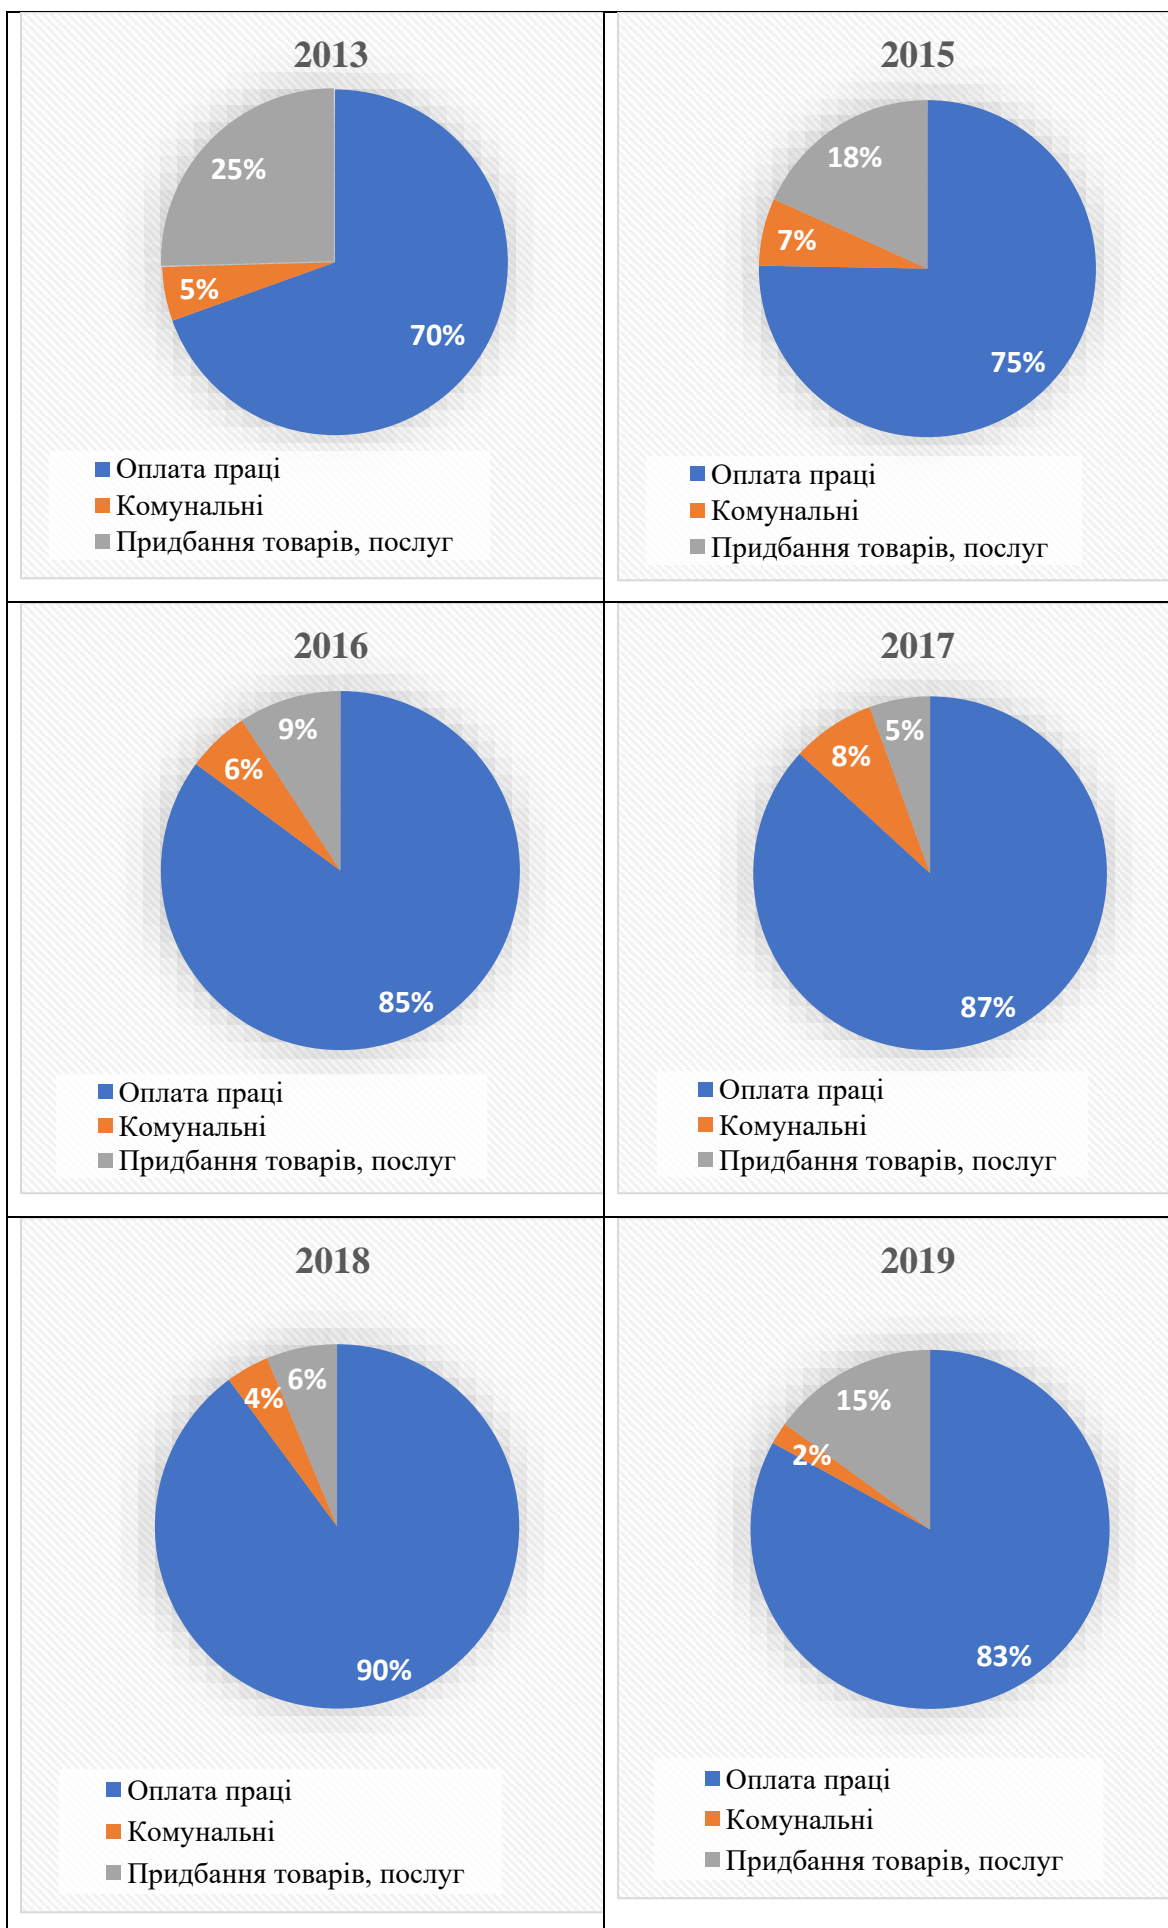 2013
25%
5%
70%
Оплата праці
Комунальні
Придбання товарів, послуг
2015
18%
7%
75%
Оплата праці
Комунальні
Придбання товарів, послуг
2016
9%
6%
85%
Оплата праці
Комунальні
Придбання товарів, послуг
2017
5%
8%
87%
Оплата праці
Комунальні
Придбання товарів, послуг
2018
6%
4%
90%
Оплата праці
Комунальні
Придбання товарів, послуг
2019
15%
2%
83%
Оплата праці
Комунальні
Придбання товарів, послуг